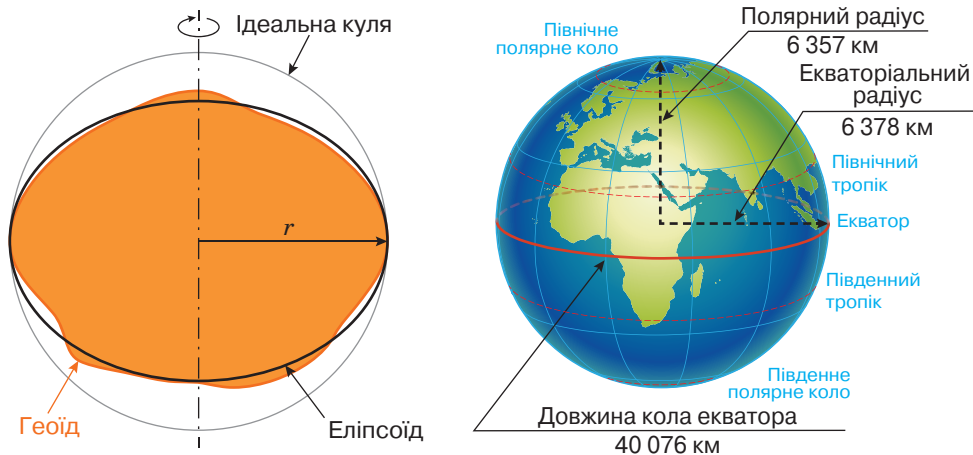 Ідеальна куля
r
Геоїд
Еліпсоїд
Північне
полярне коло
Полярний радіус
6 357 км
Екваторіальний
радіус
6 378 км
Північний
тропік
Екватор
Південний
тропік
Південне
полярне коло
Довжина кола екватора
40 076 км